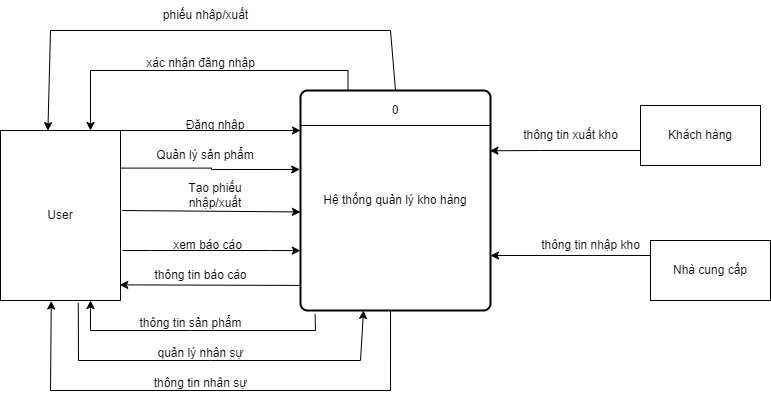 phiếu nhâp/xuất
xác nhận đăng nhập
0
Đăng nhâp
thông tin xuất kho
Khách hàng
Quản lý sản phẩm
Tạo phiếu
nhập/xuất
Hệ thống quản lý kho hàng
User
xem báo cáo
thông tin nhập kho
thông tin báo cáo
Nhà cung cấp
thông tin sản phẩm
quản lý nhân sự
thông tin nhân sự